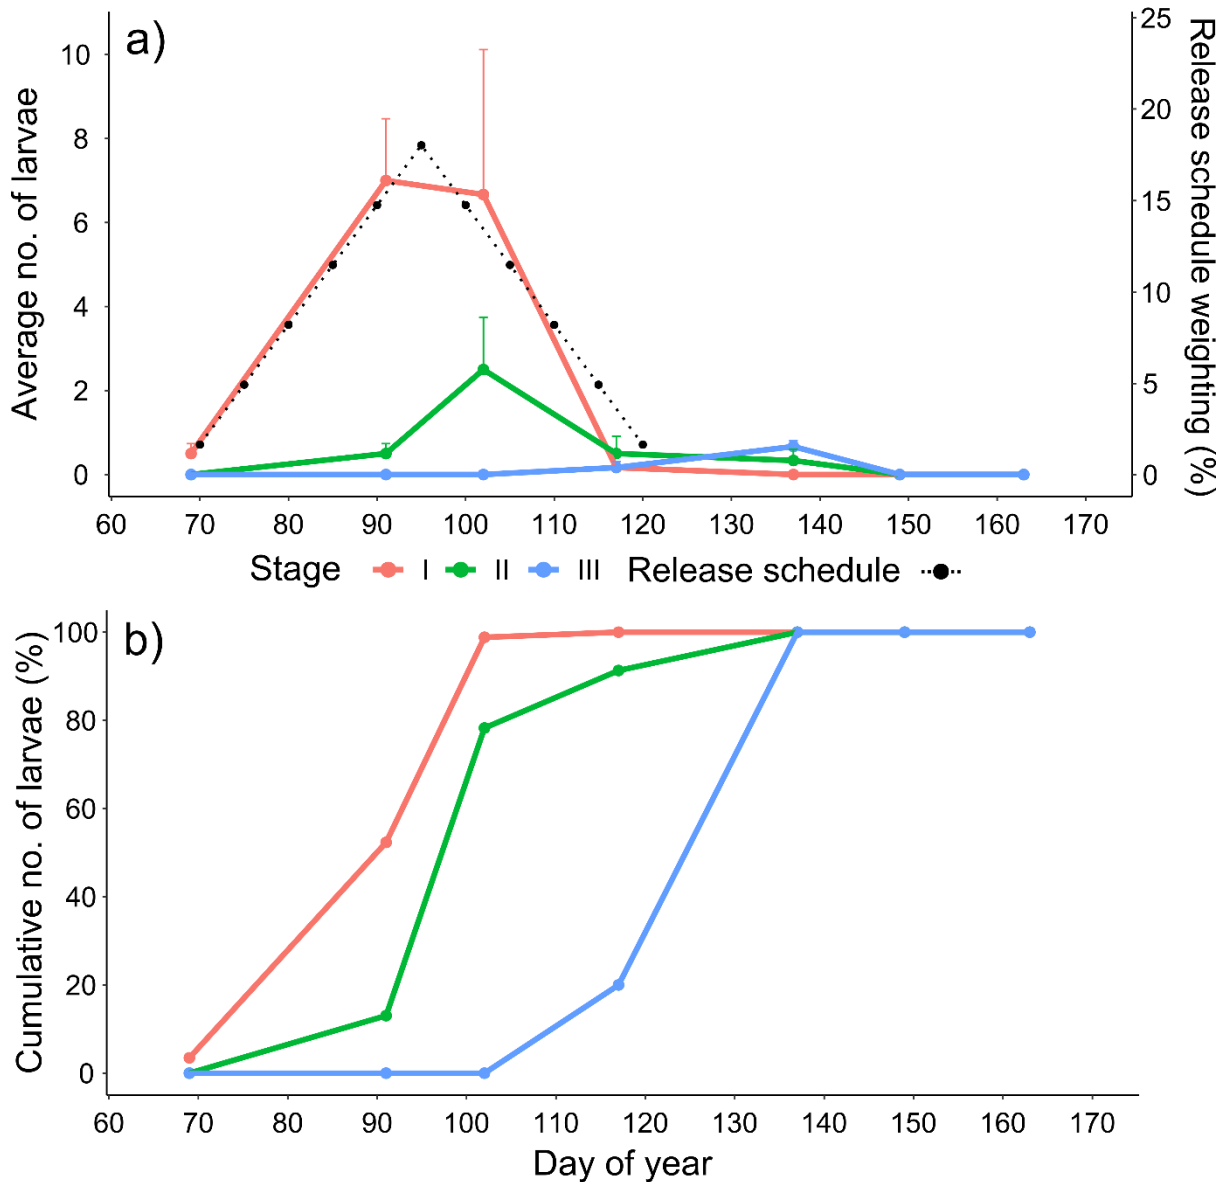 a)
Average no. of larvae
10
8
6
4
2
0
25
20
15
10
5
0
Release schedule weighting (%)
60 70 80 90 100 110 120 130 140 150 160 170
Stage I II III Release schedule
b)
Cumulative no. of larvae (%)
100
80
60
40
20
0
60 70 80 90 100 110 120 130 140 150 160 170
Day of year